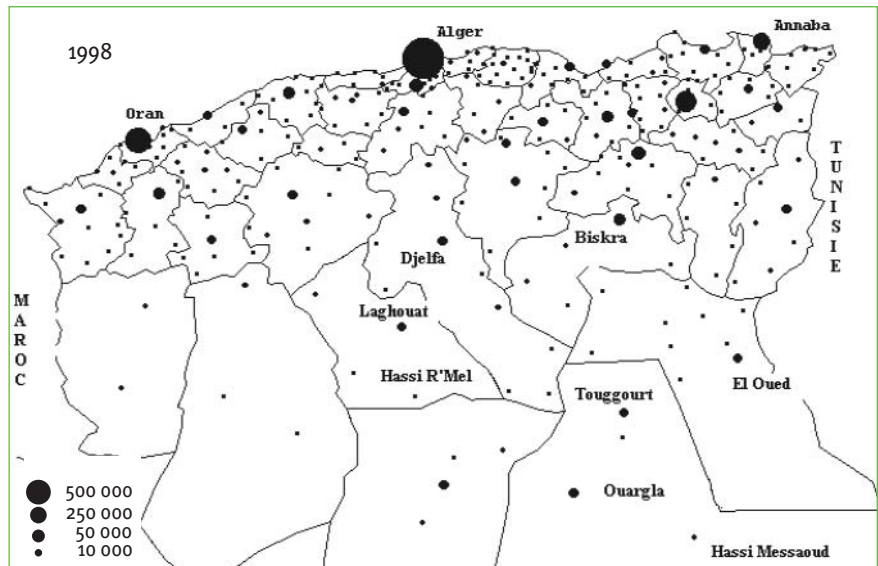 1998
Alger
Annaba
Oran
TUNISIE
Biskra
Djelfa
MAROC
Laghouat
Hassi R'Mel
El Oued
Touggourt
Ouargla
Hassi Messaoud
500 000
250 000
50 000
10 000